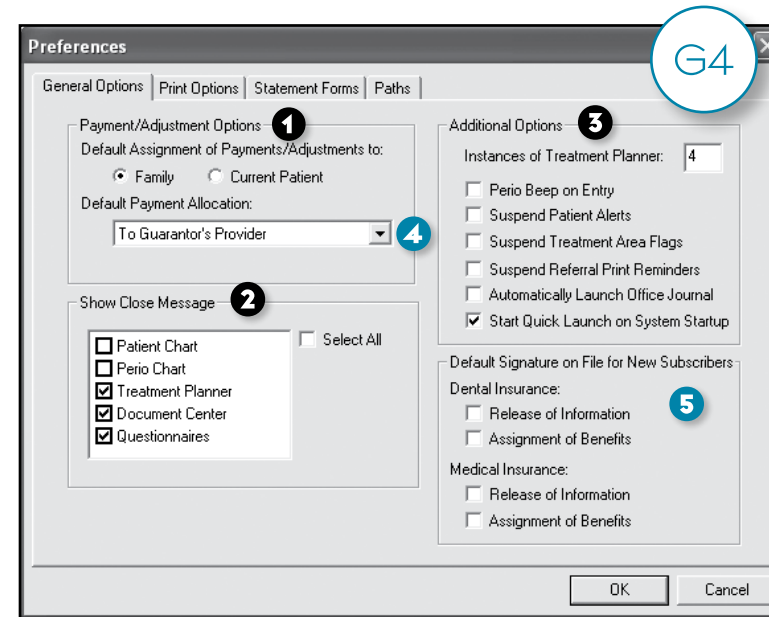 Preferences
G4
General Options Print Options Statement Forms Paths
Payment/Adjustment Options 1
Default Assignment of Payments/Adjustments to:
Family Current Patient
Default Payment Allocation:
To Guarantor's Provider 4
Show Close Message 2
Patient Chart
Perio Chart
Treatment Planner
Document Center
Questionnaires
Select All
Additional Options 3
Instances of Treatment Planner: 4
Perio Beep on Entry
Suspend Patient Alerts
Suspend Treatment Area Flags
Suspend Referral Print Reminders
Automatically Launch Office Journal
Start Quick Launch on System Startup
Default Signature on File for New Subscribers
Dental Insurance: 5
Release of Information
Assignment of Benefits
Medical Insurance:
Release of Information
Assignment of Benefits
OK Cancel